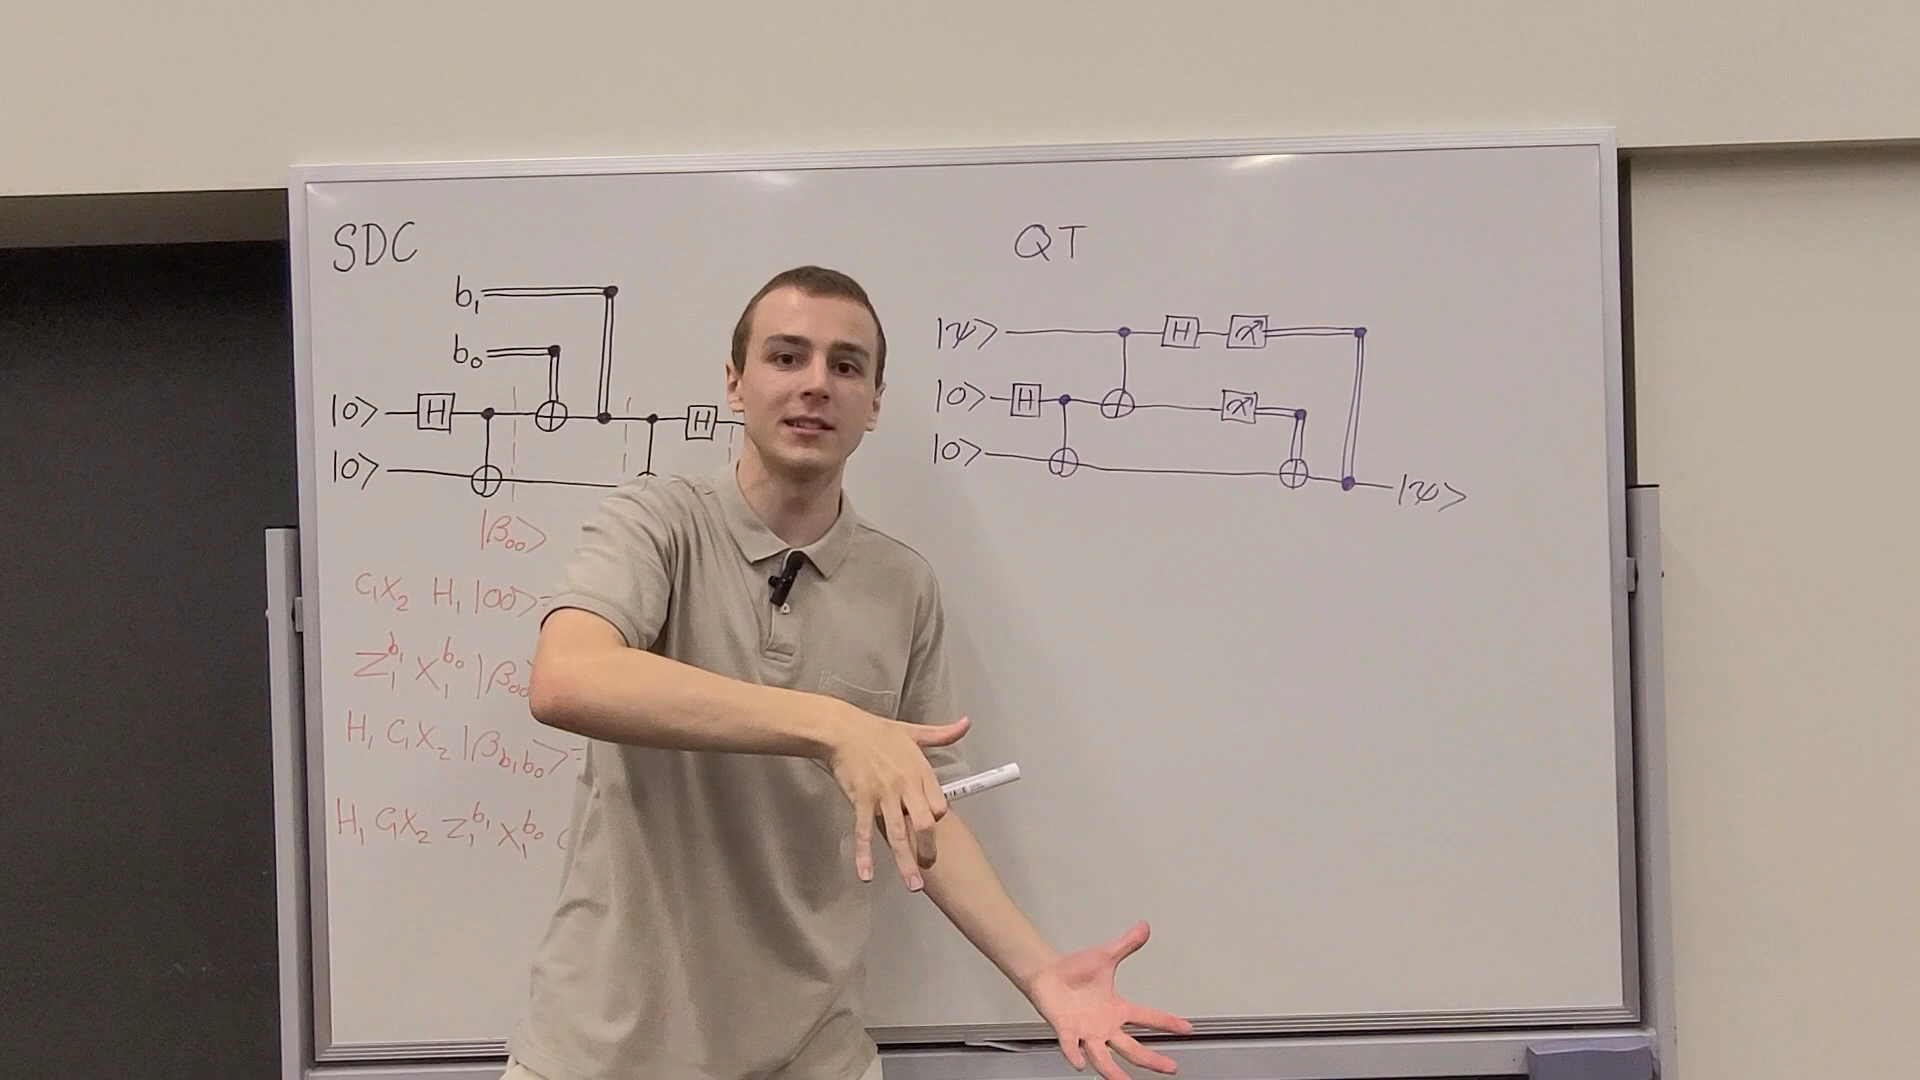 SDC
b₁
b₀
|0> H H
|0>
|β₀₀>
C₁X₂ H₁ |00> =
Z₁^b₁ X₁^b₀ |β₀₀
H₁ C₁X₂ |β_b₁b₀> =
H₁ C₁X₂ Z₁^b₁ X₁^b₀ C
QT
|ψ> H
|0> H
|0> |ψ>